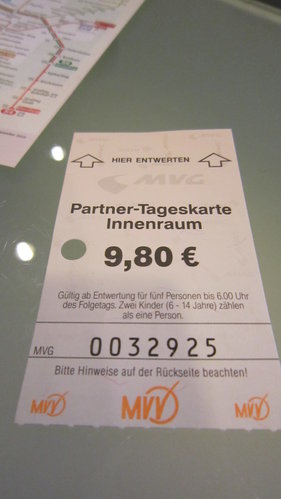 HIER ENTWERTEN
MVG
Partner-Tageskarte
Innenraum
9,80 €
Gültig ab Entwertung für fünf Personen bis 6.00 Uhr
des Folgetags. Zwei Kinder (6 - 14 Jahre) zählen
als eine Person.
MVG 0032925
Bitte Hinweise auf der Rückseite beachten!
MVV MVV MVV